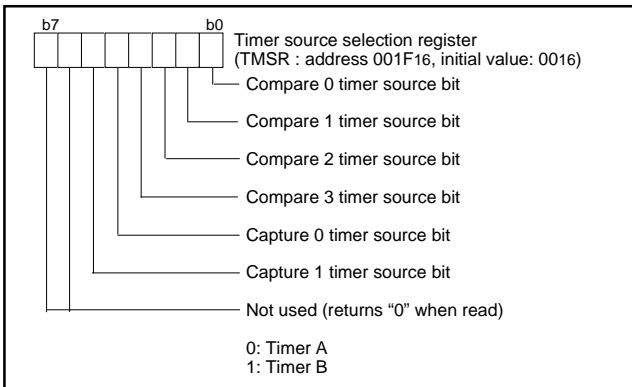 b7 b0
Timer source selection register
(TMSR : address 001F16, initial value: 0016)
Compare 0 timer source bit
Compare 1 timer source bit
Compare 2 timer source bit
Compare 3 timer source bit
Capture 0 timer source bit
Capture 1 timer source bit
Not used (returns “0” when read)
0: Timer A
1: Timer B